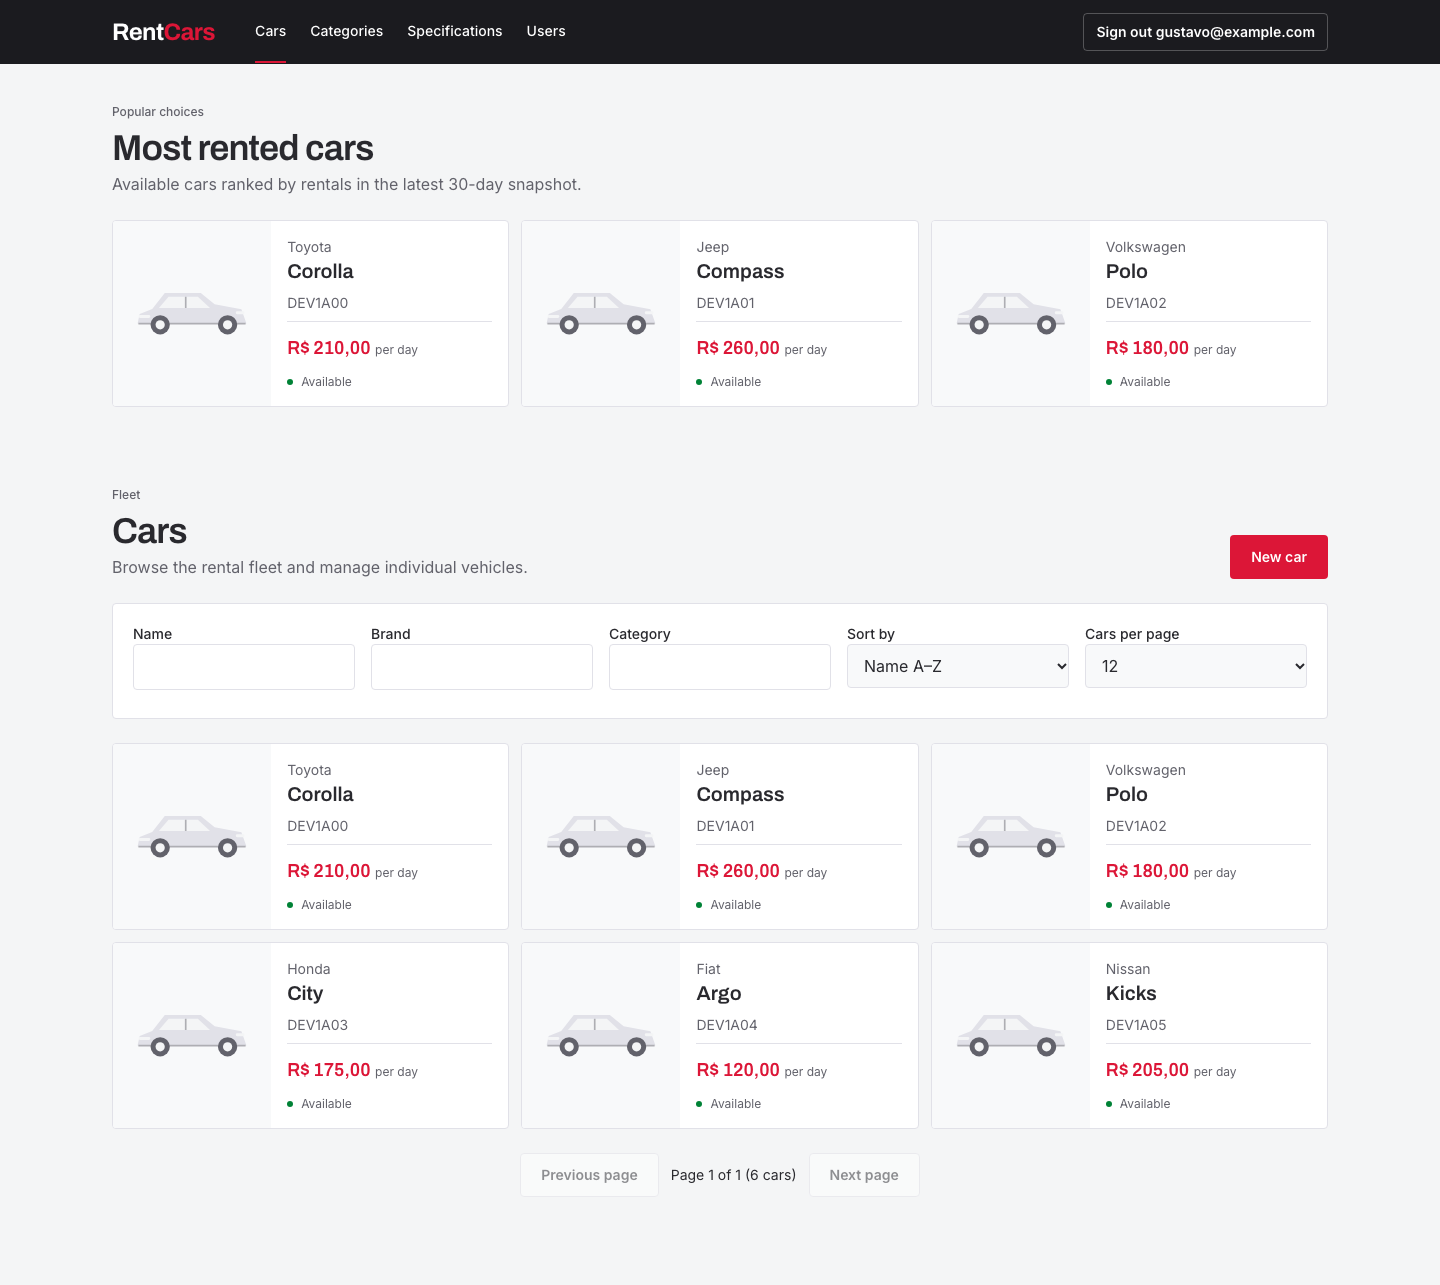 RentCars Cars Categories Specifications Users Sign out gustavo@example.com
Popular choices
Most rented cars
Available cars ranked by rentals in the latest 30-day snapshot.
Toyota
Corolla
DEV1A00
R$ 210,00 per day
Available
Jeep
Compass
DEV1A01
R$ 260,00 per day
Available
Volkswagen
Polo
DEV1A02
R$ 180,00 per day
Available
Fleet
Cars
Browse the rental fleet and manage individual vehicles.
New car
Name
Brand
Category
Sort by
Name A–Z
Cars per page
12
Toyota
Corolla
DEV1A00
R$ 210,00 per day
Available
Jeep
Compass
DEV1A01
R$ 260,00 per day
Available
Volkswagen
Polo
DEV1A02
R$ 180,00 per day
Available
Honda
City
DEV1A03
R$ 175,00 per day
Available
Fiat
Argo
DEV1A04
R$ 120,00 per day
Available
Nissan
Kicks
DEV1A05
R$ 205,00 per day
Available
Previous page Page 1 of 1 (6 cars) Next page